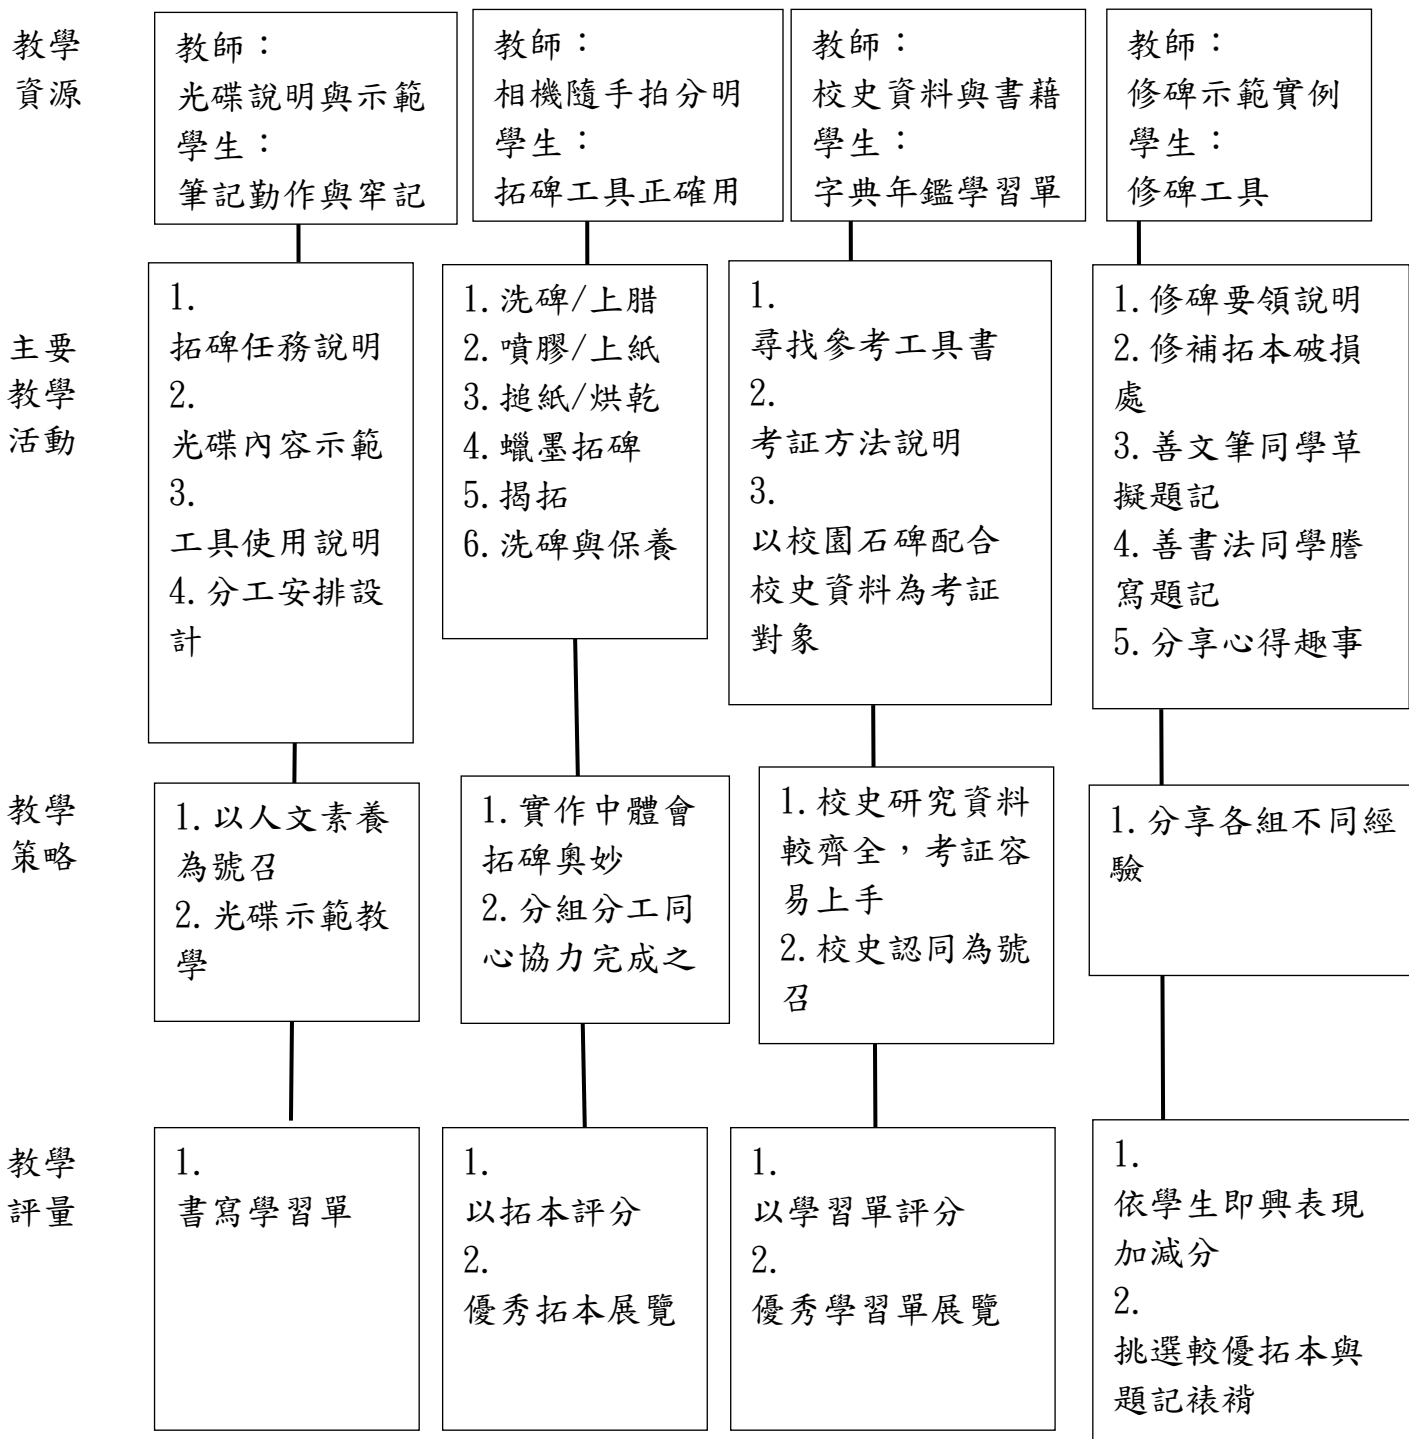 教學
資源
教師：
光碟說明與示範
學生：
筆記勤作與牢記
教師：
相機隨手拍分明
學生：
拓碑工具正確用
教師：
校史資料與書籍
學生：
字典年鑑學習單
教師：
修碑示範實例
學生：
修碑工具
主要
教學
活動
1.
拓碑任務說明
2.
光碟內容示範
3.
工具使用說明
4.分工安排設
計
1.洗碑/上腊
2.噴膠/上紙
3.搥紙/烘乾
4.蠟墨拓碑
5.揭拓
6.洗碑與保養
1.
尋找參考工具書
2.
考証方法說明
3.
以校園石碑配合
校史資料為考証
對象
1.修碑要領說明
2.修補拓本破損
處
3.善文筆同學草
擬題記
4.善書法同學謄
寫題記
5.分享心得趣事
教學
策略
1.以人文素養
為號召
2.光碟示範教
學
1.實作中體會
拓碑奧妙
2.分組分工同
心協力完成之
1.校史研究資料
較齊全，考証容
易上手
2.校史認同為號
召
1.分享各組不同經
驗
教學
評量
1.
書寫學習單
1.
以拓本評分
2.
優秀拓本展覽
1.
以學習單評分
2.
優秀學習單展覽
1.
依學生即興表現
加減分
2.
挑選較優拓本與
題記裱褙